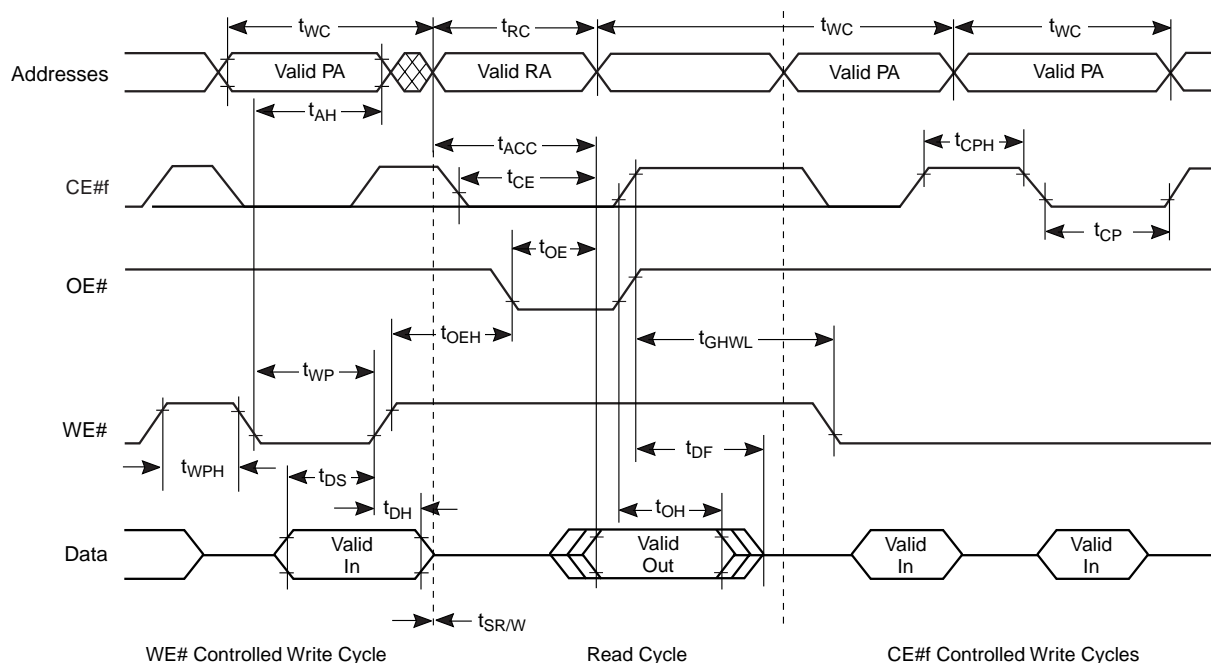 tWC tRC tWC tWC
Addresses Valid PA Valid RA Valid PA Valid PA
tAH
tACC tCPH
CE#f tCE
tOE tCP
OE#
tOEH tGHWL
tWP
WE#
tWPH tDS tDF
tDH tOH
Data Valid In Valid Out Valid In Valid In
tSR/W
WE# Controlled Write Cycle Read Cycle CE#f Controlled Write Cycles